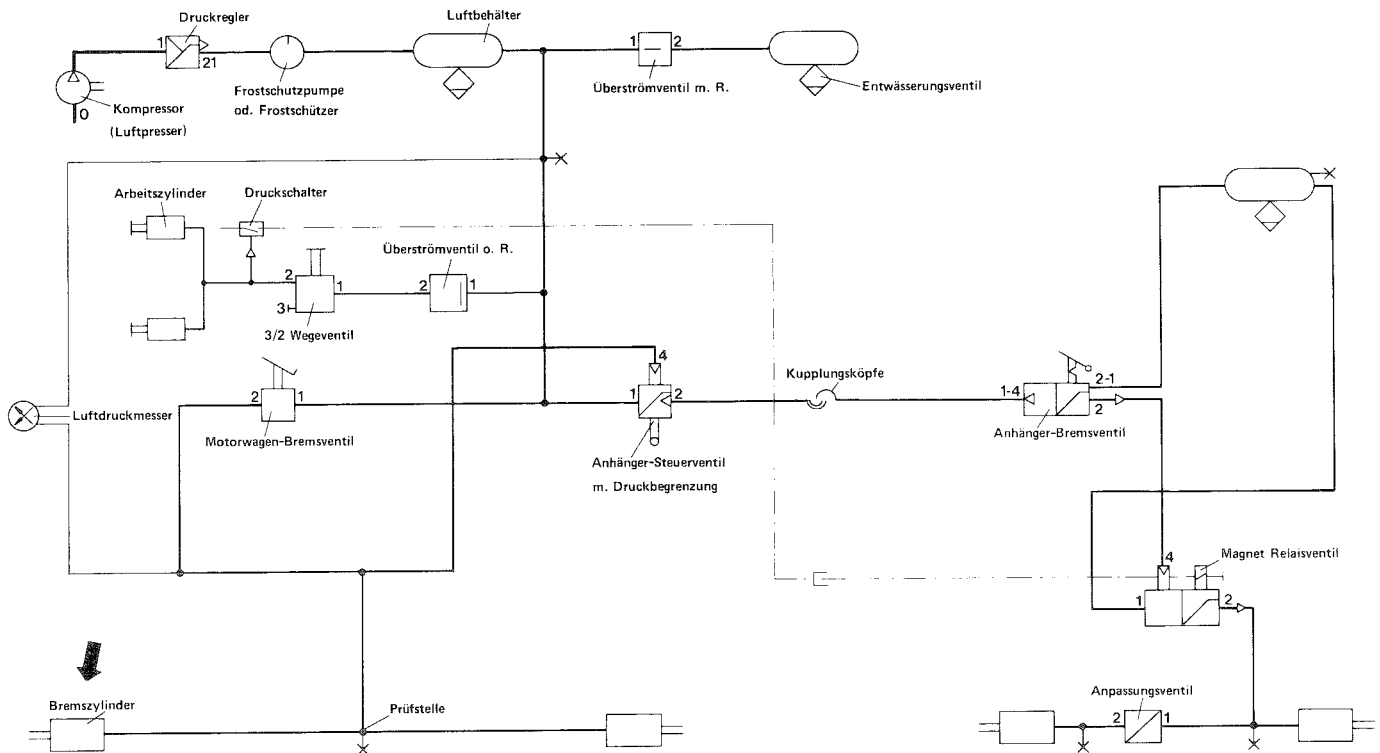 Druckregler
Luftbehälter
1
21
1
2
Frostschutzpumpe
od. Frostschützer
Überströmventil m. R.
Entwässerungsventil
0
Kompressor
(Luftpresser)
Arbeitszylinder
Druckschalter
Überströmventil o. R.
2
1
2
1
3
3/2 Wegeventil
4
Kupplungsköpfe
2
1
1
2
1-4
2-1
2
Luftdruckmesser
Motorwagen-Bremsventil
Anhänger-Bremsventil
Anhänger-Steuerventil
m. Druckbegrenzung
4
Magnet Relaisventil
1
2
Bremszylinder
Prüfstelle
Anpassungsventil
2
1